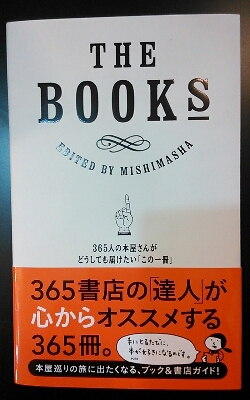 THE
BOOKS
EDITED BY MISHIMASHA
365人の本屋さんが
どうしても届けたい「この一冊」
365書店の「達人」が
心からオススメする
365冊。
本屋巡りの旅に出たくなる、ブック&書店ガイド!